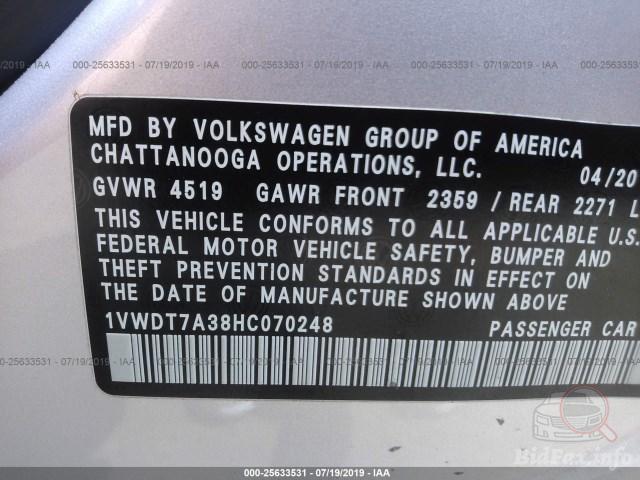 000-25633531 - 07/19/2019 - IAA 000-25633531 - 07/19/2019 - IAA
MFD BY VOLKSWAGEN GROUP OF AMERICA
CHATTANOOGA OPERATIONS, LLC. 04/20
GVWR 4519 GAWR FRONT 2359 / REAR 2271 L
THIS VEHICLE CONFORMS TO ALL APPLICABLE U.S.
FEDERAL MOTOR VEHICLE SAFETY, BUMPER AND
THEFT PREVENTION STANDARDS IN EFFECT ON
THE DATE OF MANUFACTURE SHOWN ABOVE
1VWDT7A38HC070248 PASSENGER CAR
000-25633531 - 07/19/2019 - IAA 000-25633531 - 07/19/2019 - IAA
BidFax.info
000-25633531 - 07/19/2019 - IAA